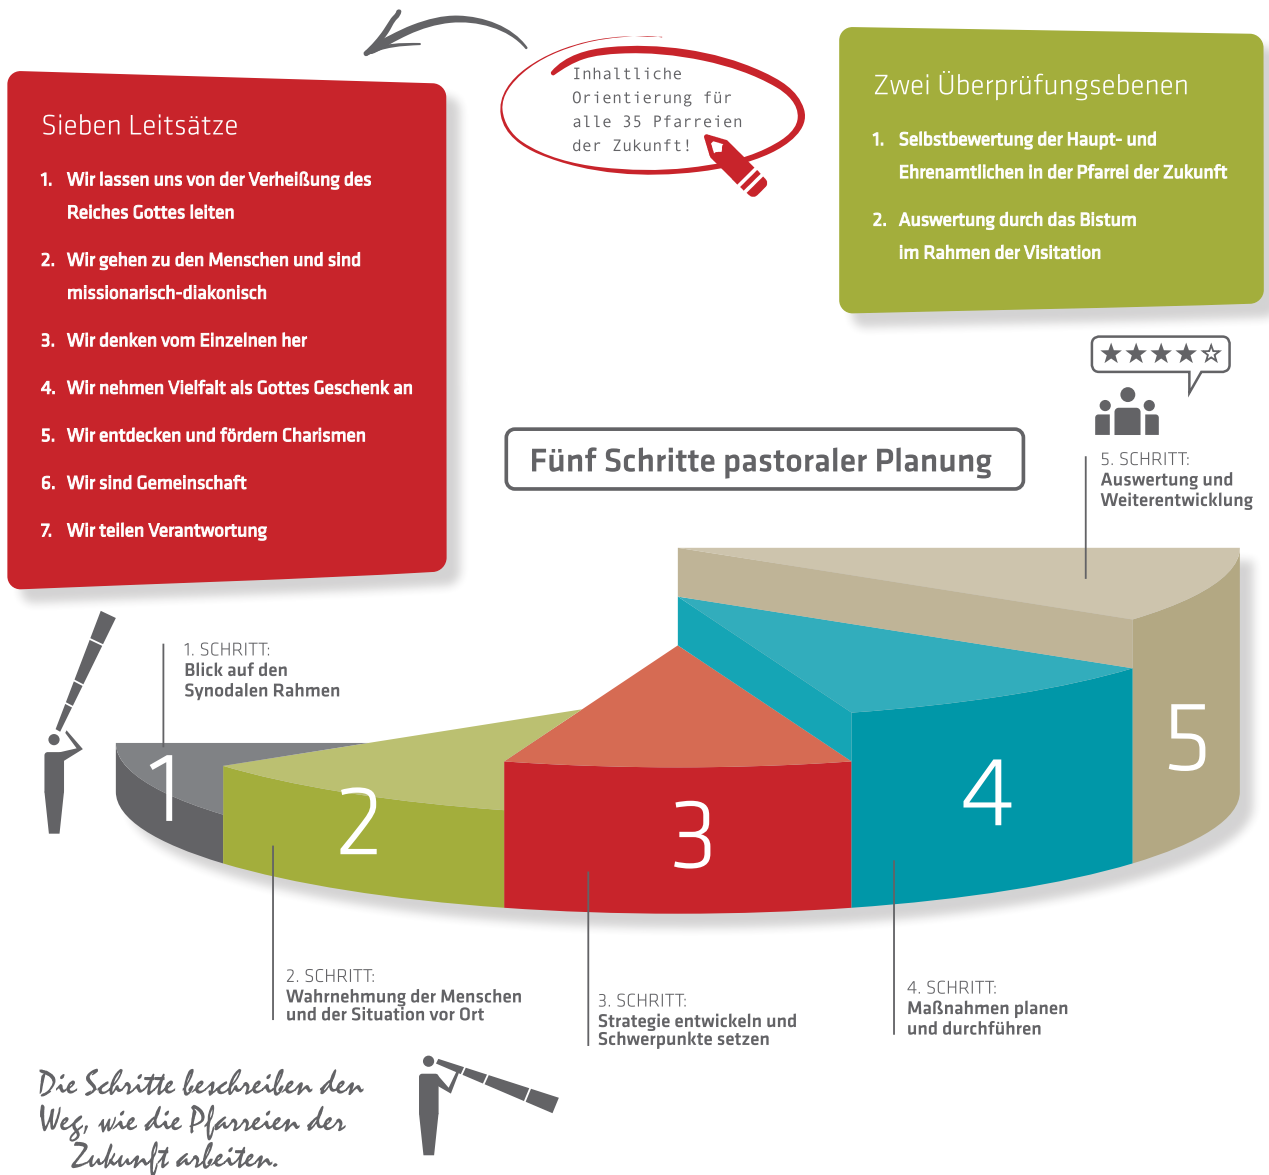 Inhaltliche
Orientierung für
alle 35 Pfarreien
der Zukunft!
Sieben Leitsätze
1. Wir lassen uns von der Verheißung des
Reiches Gottes leiten
2. Wir gehen zu den Menschen und sind
missionarisch-diakonisch
3. Wir denken vom Einzelnen her
4. Wir nehmen Vielfalt als Gottes Geschenk an
5. Wir entdecken und fördern Charismen
6. Wir sind Gemeinschaft
7. Wir teilen Verantwortung
Zwei Überprüfungsebenen
1. Selbstbewertung der Haupt- und
Ehrenamtlichen in der Pfarrei der Zukunft
2. Auswertung durch das Bistum
im Rahmen der Visitation
Fünf Schritte pastoraler Planung
5. SCHRITT:
Auswertung und
Weiterentwicklung
1. SCHRITT:
Blick auf den
Synodalen Rahmen
1
2
3
4
5
2. SCHRITT:
Wahrnehmung der Menschen
und der Situation vor Ort
3. SCHRITT:
Strategie entwickeln und
Schwerpunkte setzen
4. SCHRITT:
Maßnahmen planen
und durchführen
Die Schritte beschreiben den
Weg, wie die Pfarreien der
Zukunft arbeiten.